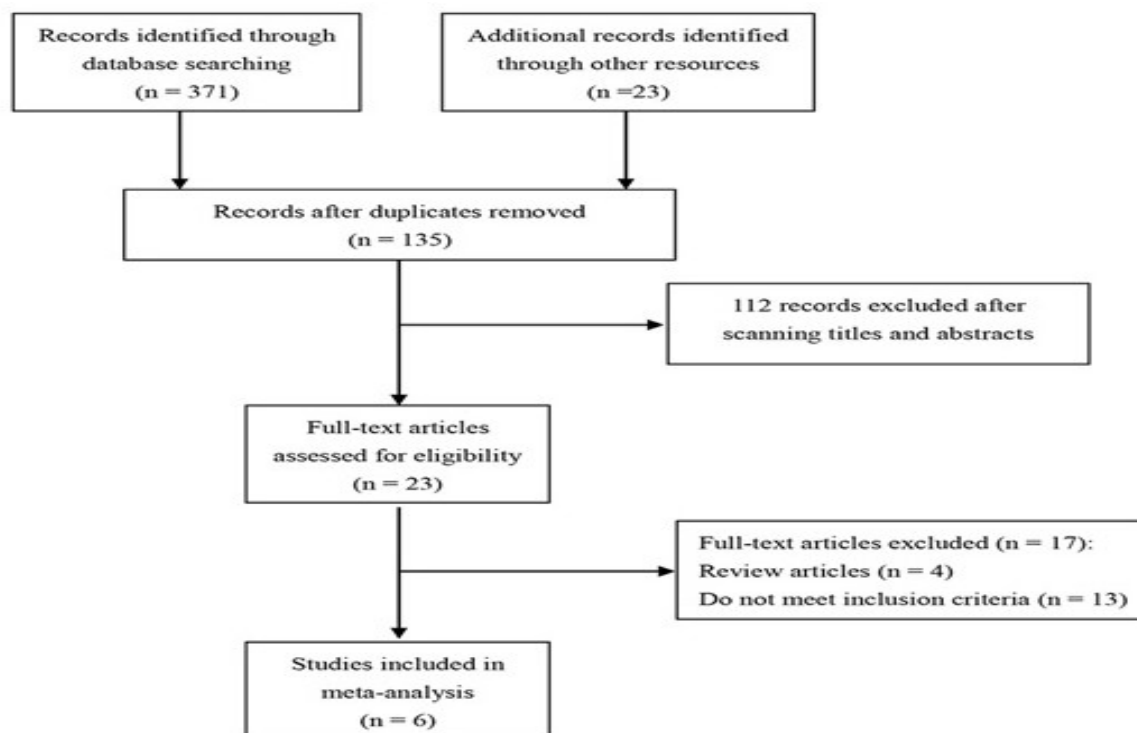 Records identified through
database searching
(n = 371)
Additional records identified
through other resources
(n =23)
Records after duplicates removed
(n = 135)
112 records excluded after
scanning titles and abstracts
Full-text articles
assessed for eligibility
(n = 23)
Full-text articles excluded (n = 17):
Review articles (n = 4)
Do not meet inclusion criteria (n = 13)
Studies included in
meta-analysis
(n = 6)